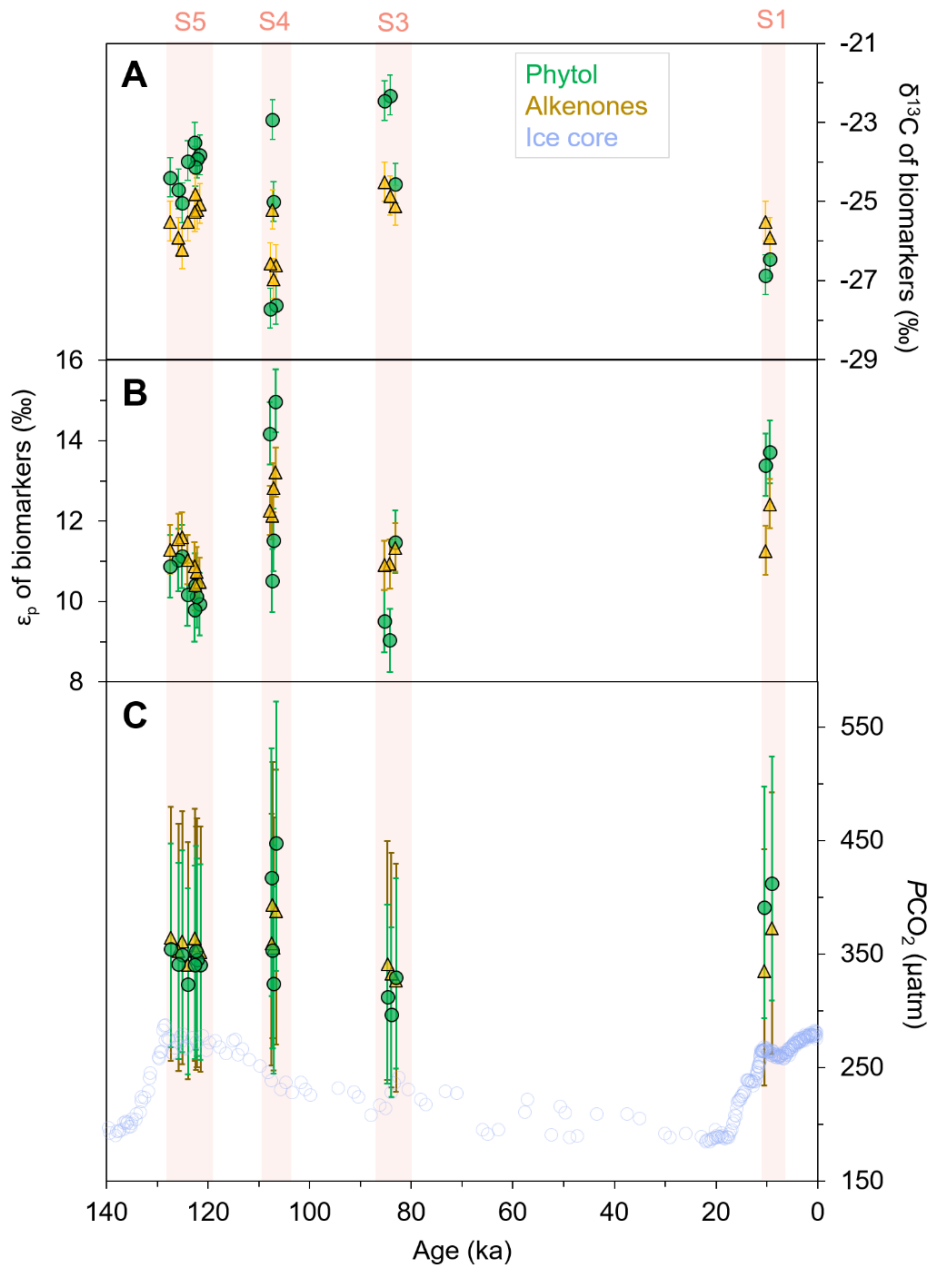 S5 S4 S3 S1
A
Phytol
Alkenones
Ice core
-21
-23
-25
-27
-29
δ¹³C of biomarkers (‰)
B
16
14
12
10
8
εₚ of biomarkers (‰)
C
550
450
350
250
150
PCO₂ (µatm)
140 120 100 80 60 40 20 0
Age (ka)